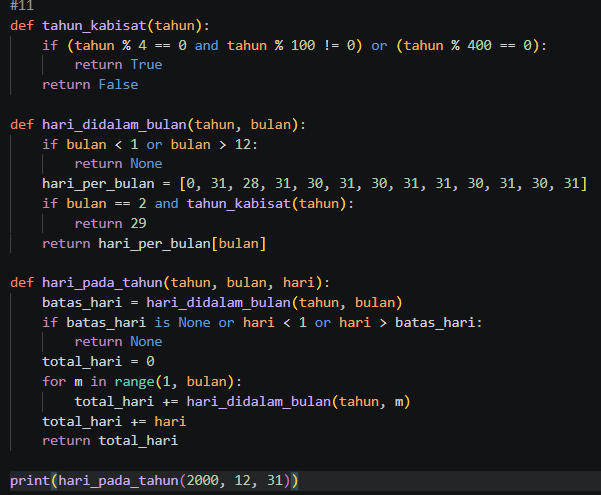 #11
def tahun_kabisat(tahun):
    if (tahun % 4 == 0 and tahun % 100 != 0) or (tahun % 400 == 0):
        return True
    return False

def hari_didalam_bulan(tahun, bulan):
    if bulan < 1 or bulan > 12:
        return None
    hari_per_bulan = [0, 31, 28, 31, 30, 31, 30, 31, 31, 30, 31, 30, 31]
    if bulan == 2 and tahun_kabisat(tahun):
        return 29
    return hari_per_bulan[bulan]

def hari_pada_tahun(tahun, bulan, hari):
    batas_hari = hari_didalam_bulan(tahun, bulan)
    if batas_hari is None or hari < 1 or hari > batas_hari:
        return None
    total_hari = 0
    for m in range(1, bulan):
        total_hari += hari_didalam_bulan(tahun, m)
    total_hari += hari
    return total_hari

print(hari_pada_tahun(2000, 12, 31))